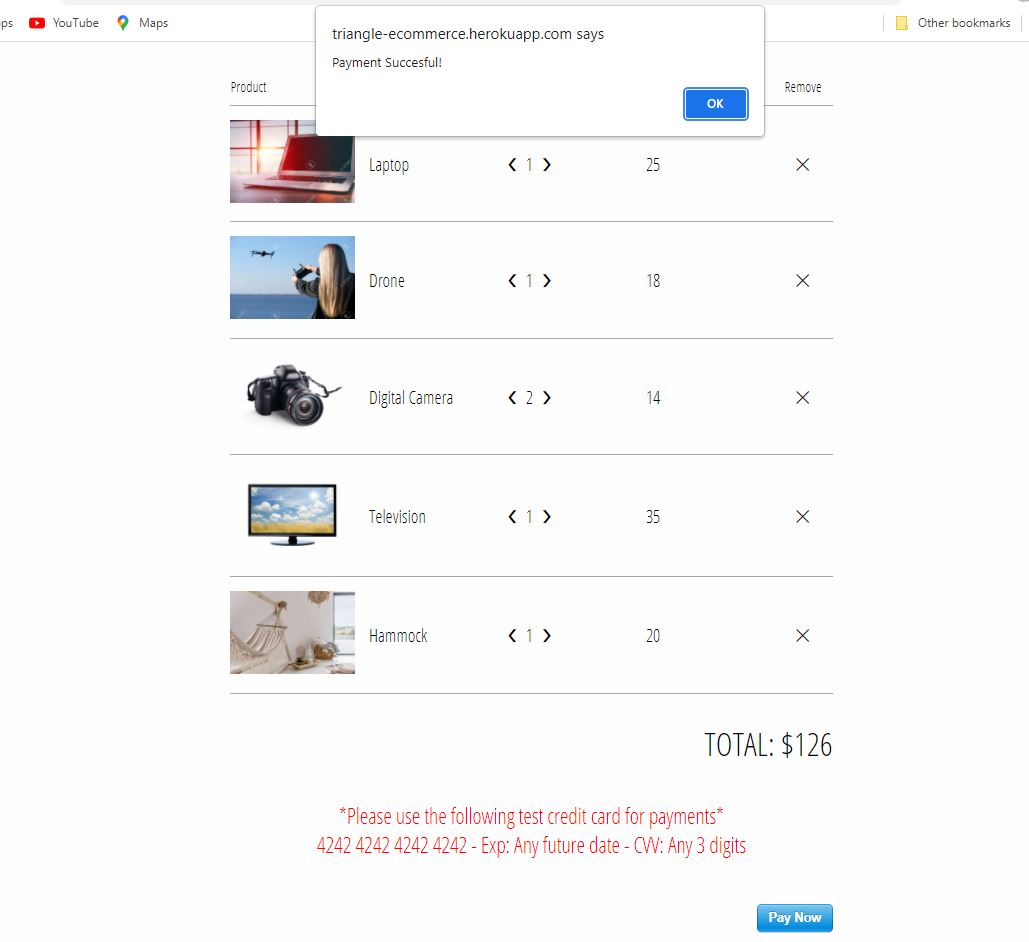 ps YouTube Maps Other bookmarks
triangle-ecommerce.herokuapp.com says
Payment Succesful!
OK
Product Remove
Laptop 1 25
Drone 1 18
Digital Camera 2 14
Television 1 35
Hammock 1 20
TOTAL: $126
*Please use the following test credit card for payments*
4242 4242 4242 4242 - Exp: Any future date - CVV: Any 3 digits
Pay Now